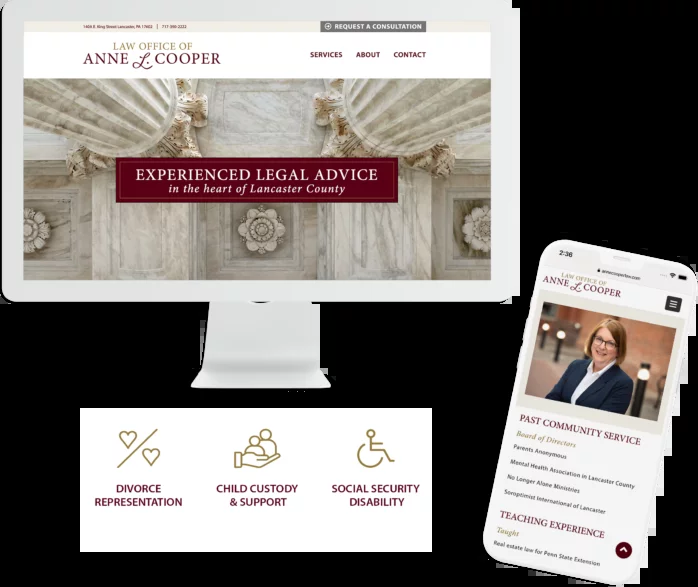 1406 E. King Street Lancaster, PA 17602 | 717-399-2222
REQUEST A CONSULTATION
LAW OFFICE OF
ANNE L. COOPER
SERVICES ABOUT CONTACT
EXPERIENCED LEGAL ADVICE
in the heart of Lancaster County
2:36
annecooperlaw.com
LAW OFFICE OF
ANNE L. COOPER
PAST COMMUNITY SERVICE
Board of Directors
Parents Anonymous
Mental Health Association in Lancaster County
No Longer Alone Ministries
Soroptimist International of Lancaster
TEACHING EXPERIENCE
Taught
Real estate law for Penn State Extension
DIVORCE
REPRESENTATION
CHILD CUSTODY
& SUPPORT
SOCIAL SECURITY
DISABILITY